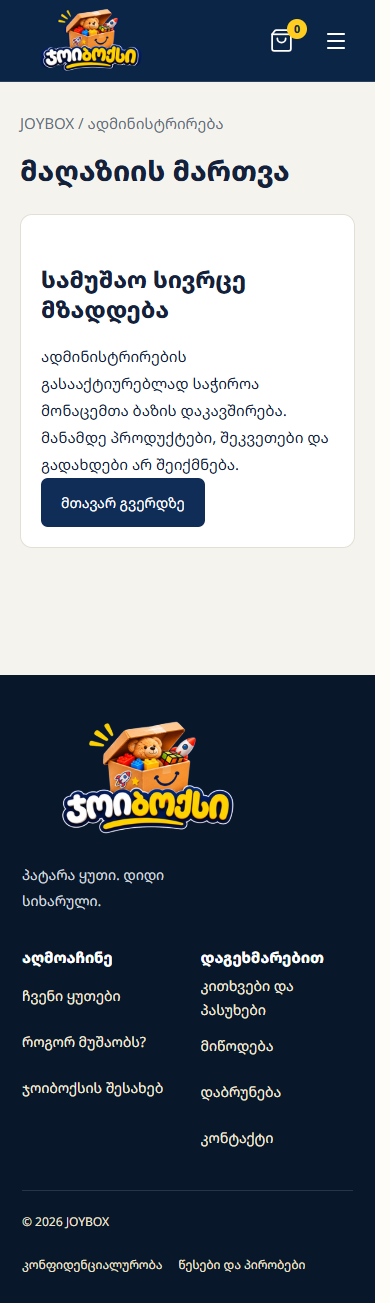 ჯოიბოქსი
0
JOYBOX / ადმინისტრირება
მაღაზიის მართვა
სამუშაო სივრცე
მზადდება
ადმინისტრირების
გასააქტიურებლად საჭიროა
მონაცემთა ბაზის დაკავშირება.
მანამდე პროდუქტები, შეკვეთები და
გადახდები არ შეიქმნება.
მთავარ გვერდზე
ჯოიბოქსი
პატარა ყუთი. დიდი
სიხარული.
აღმოაჩინე
ჩვენი ყუთები
როგორ მუშაობს?
ჯოიბოქსის შესახებ
დაგეხმარებით
კითხვები და
პასუხები
მიწოდება
დაბრუნება
კონტაქტი
© 2026 JOYBOX
კონფიდენციალურობა
წესები და პირობები